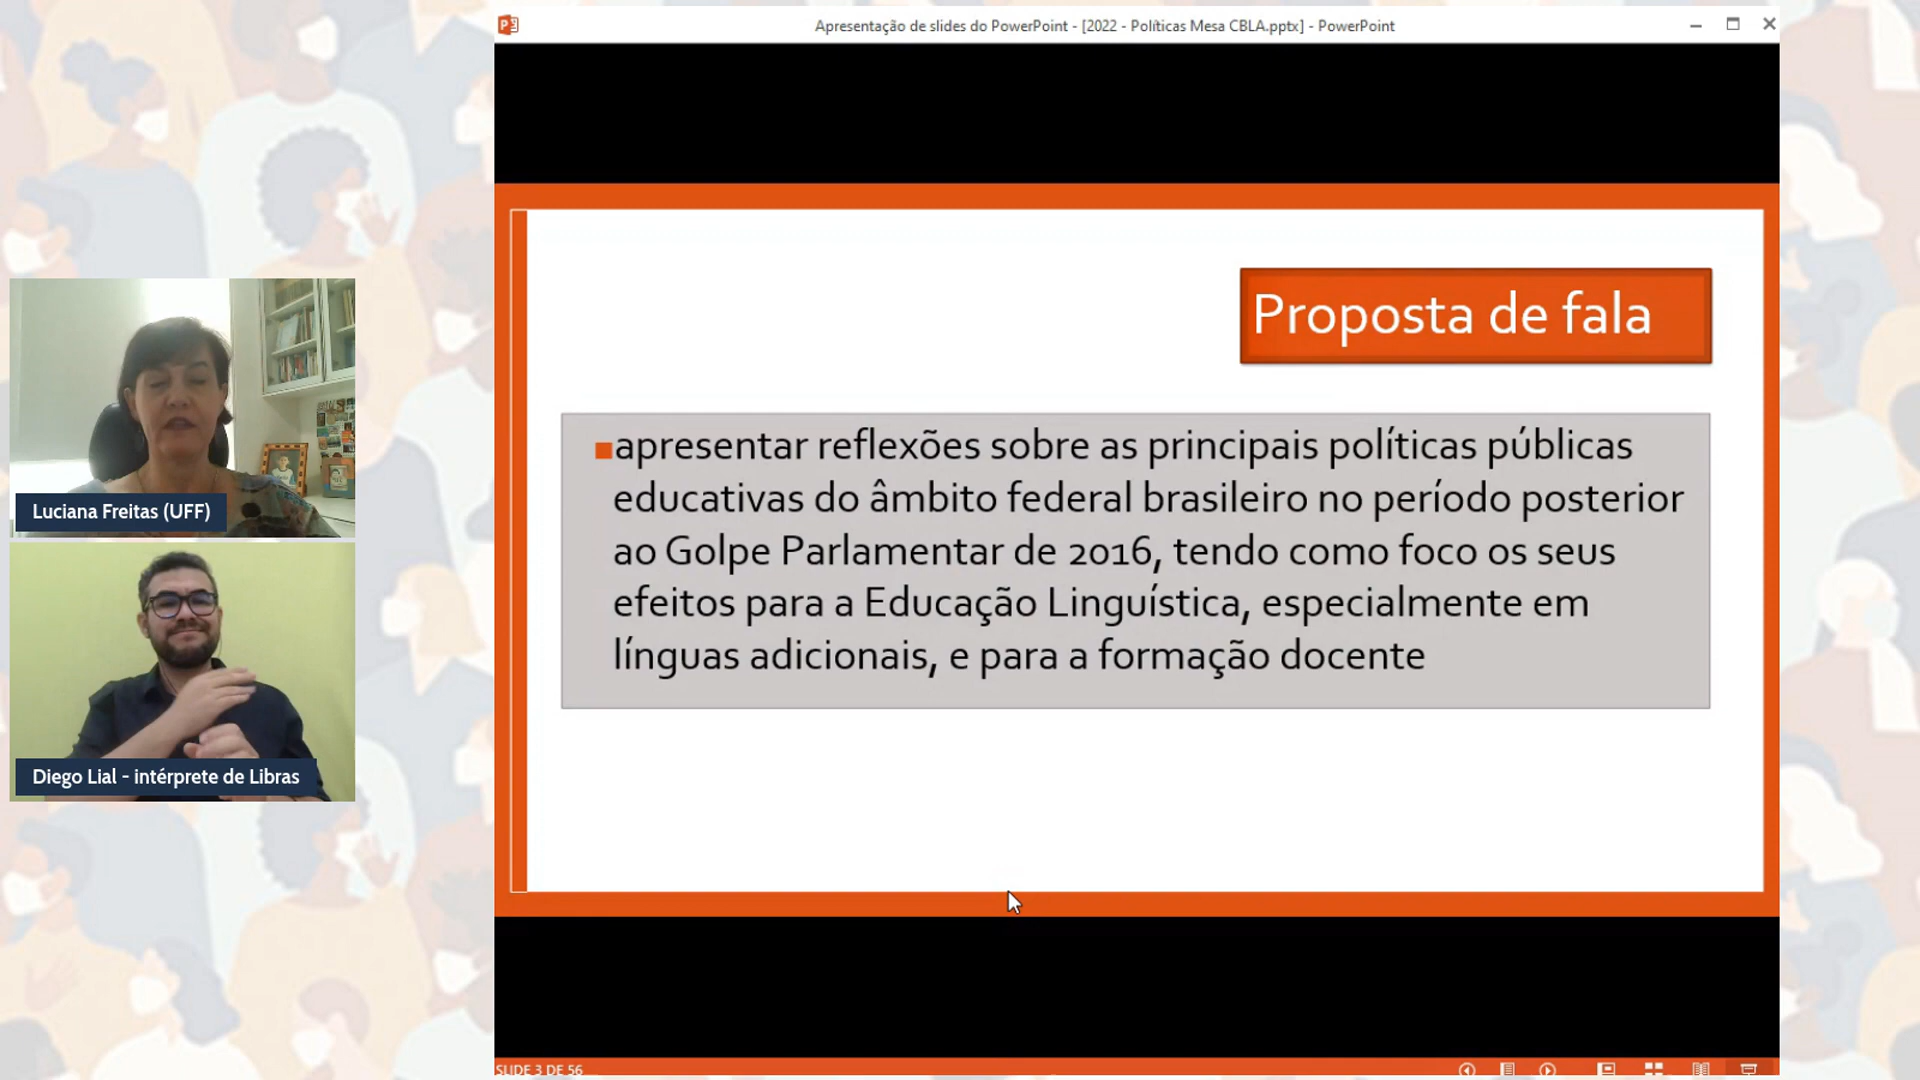 Apresentação de slides do PowerPoint - [2022 - Políticas Mesa CBLA.pptx] - PowerPoint
Proposta de fala
apresentar reflexões sobre as principais políticas públicas
educativas do âmbito federal brasileiro no período posterior
ao Golpe Parlamentar de 2016, tendo como foco os seus
efeitos para a Educação Linguística, especialmente em
línguas adicionais, e para a formação docente
Luciana Freitas (UFF)
Diego Lial - intérprete de Libras
SLIDE 3 DE 56